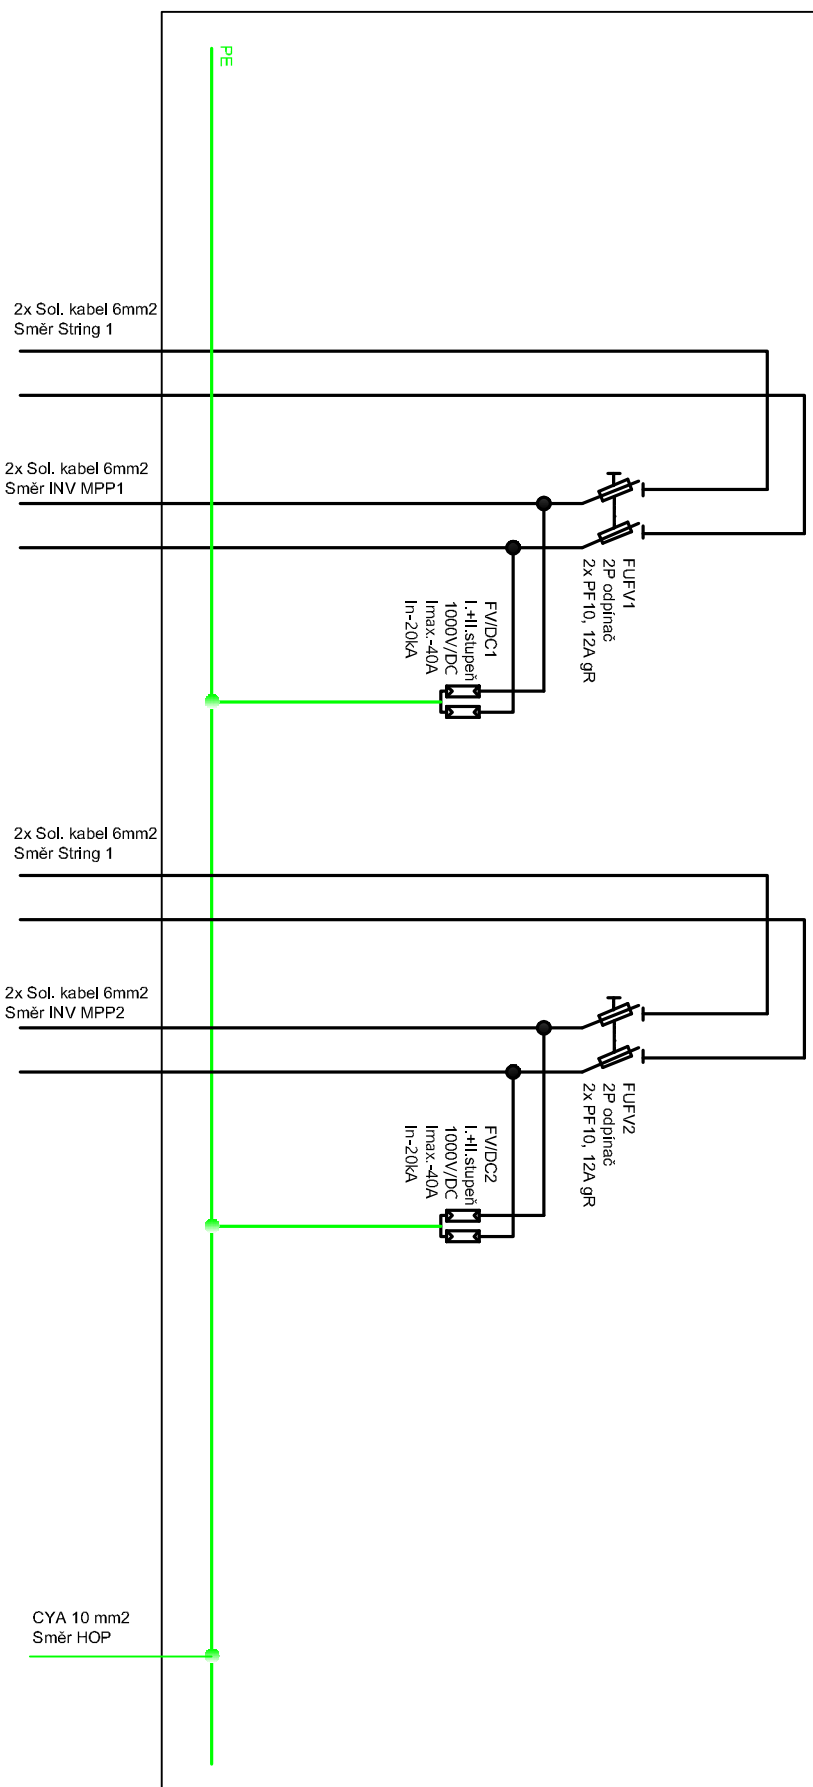 PE
2x Sol. kabel 6mm2
Směr String 1
2x Sol. kabel 6mm2
Směr INV MPP1
FUFV1
2P odpínač
2x PF10, 12A gR
FV/DC1
I.+II.stupeň
1000V/DC
Imax.-40A
In-20kA
2x Sol. kabel 6mm2
Směr String 1
2x Sol. kabel 6mm2
Směr INV MPP2
FUFV2
2P odpínač
2x PF10, 12A gR
FV/DC2
I.+II.stupeň
1000V/DC
Imax.-40A
In-20kA
CYA 10 mm2
Směr HOP